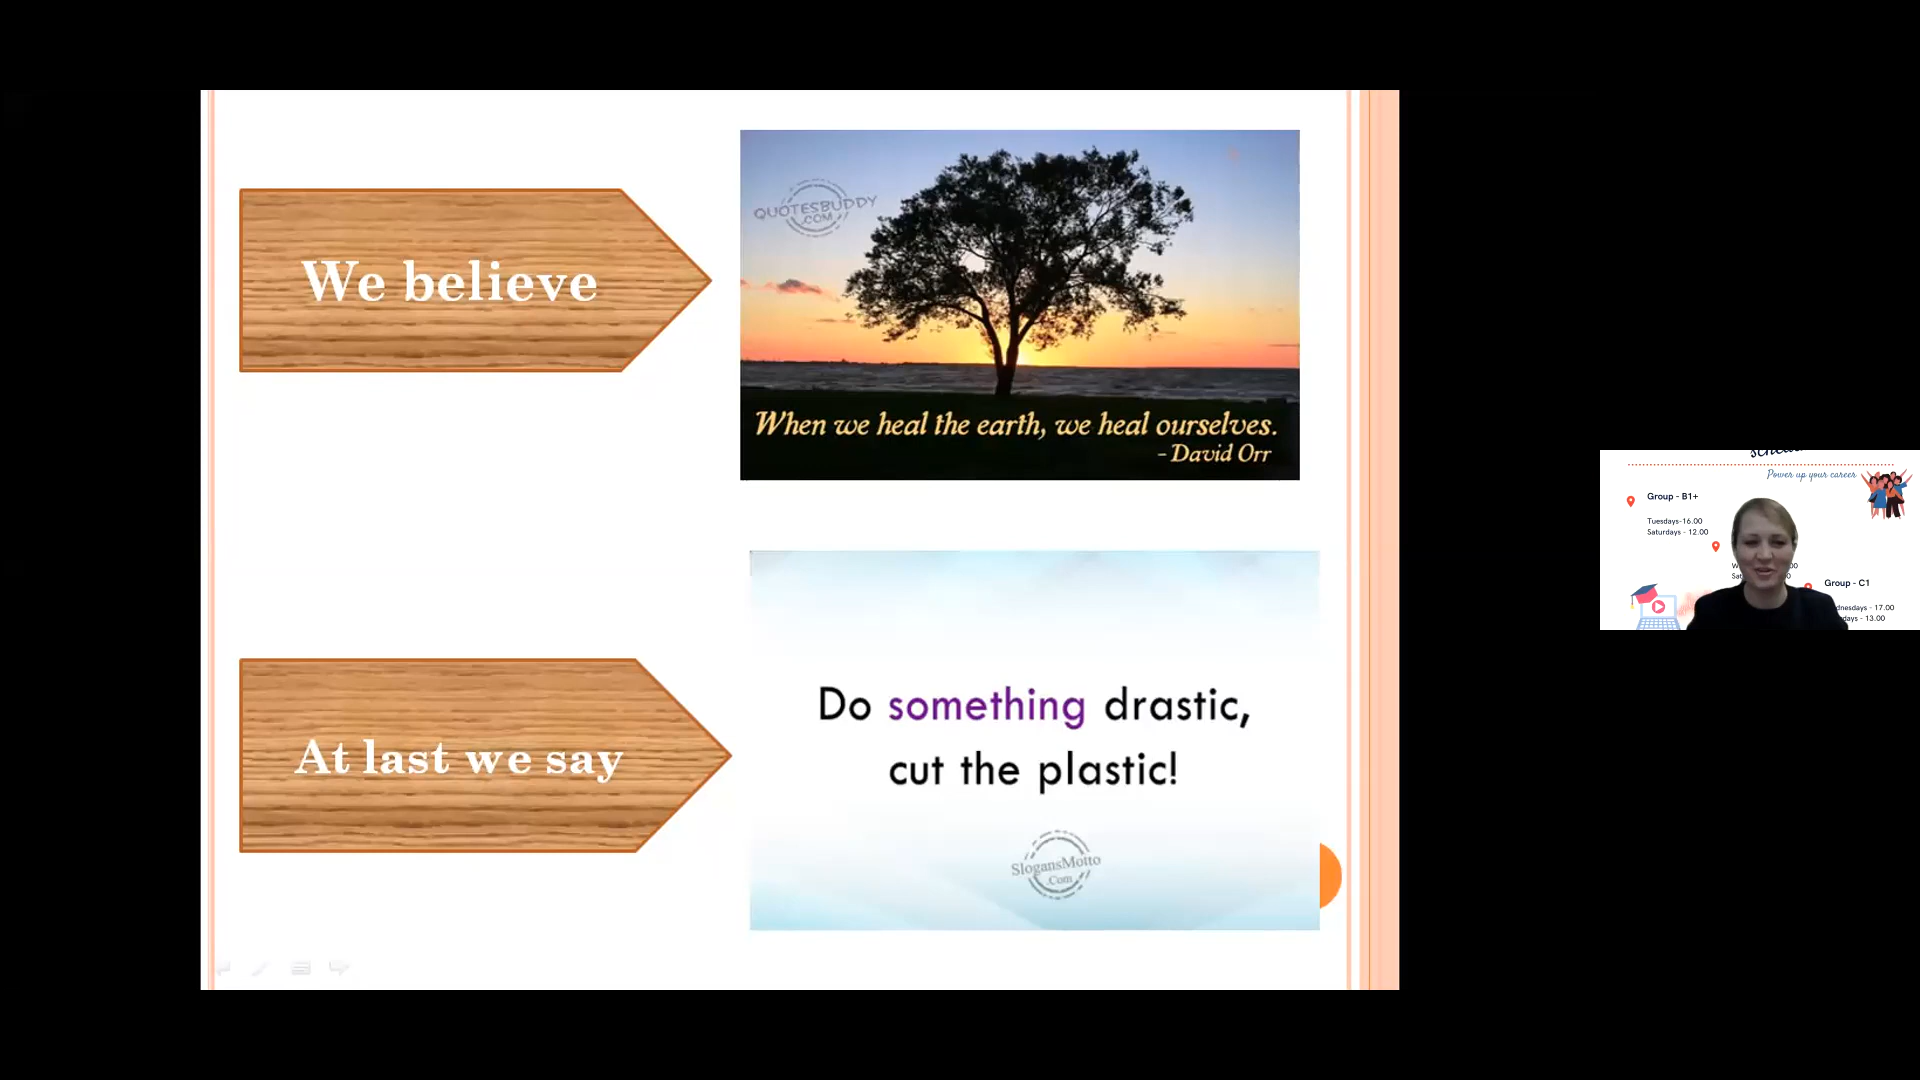 We believe
QUOTESBUDDY
.COM
When we heal the earth, we heal ourselves.
- David Orr
At last we say
Do something drastic,
cut the plastic!
SlogansMotto
.Com
Power up your career
Group - B1+
Tuesdays-16.00
Saturdays - 12.00
Group - C1
- 17.00
- 13.00